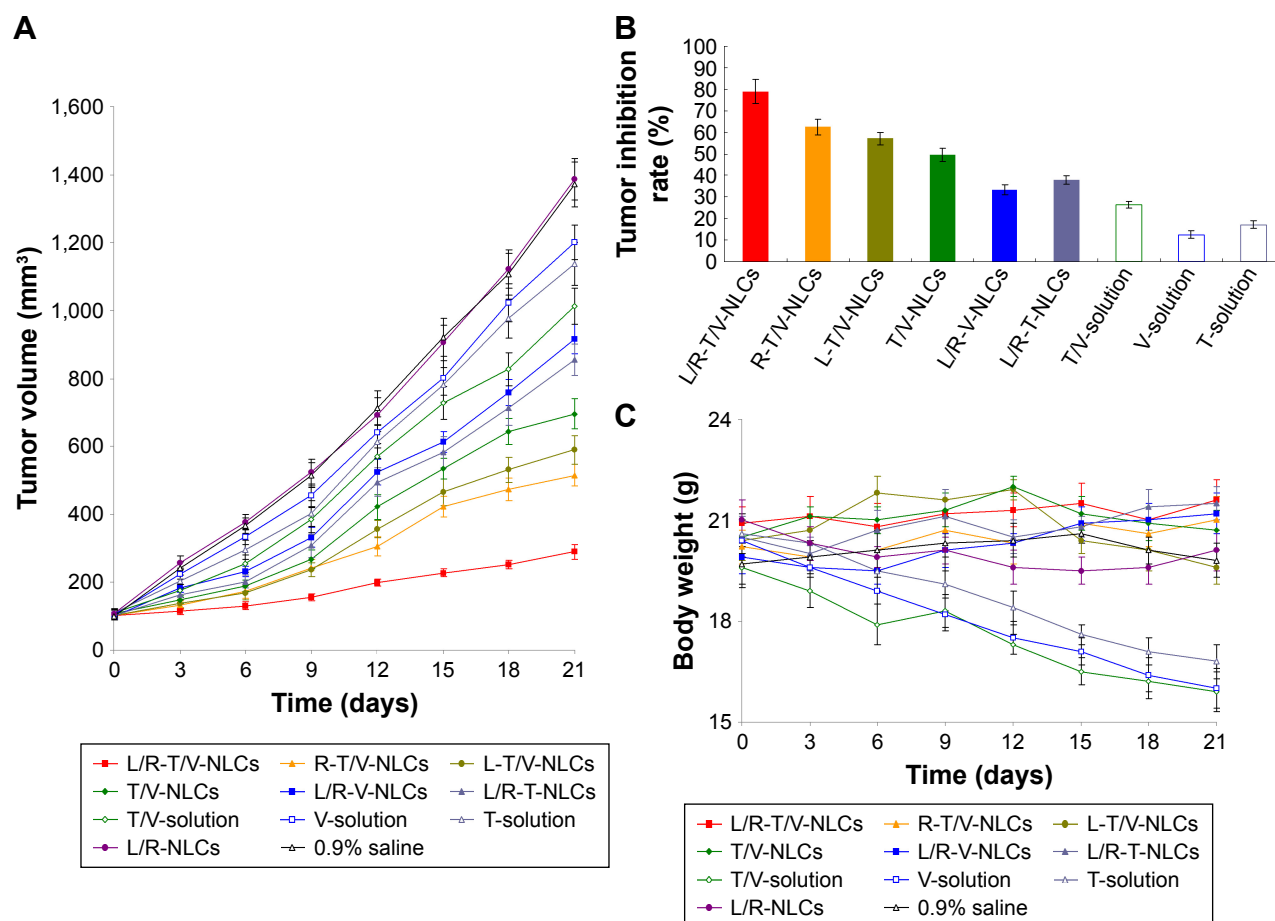 A
1,600
1,400
1,200
1,000
800
600
400
200
0
Tumor volume (mm³)
0 3 6 9 12 15 18 21
Time (days)
L/R-T/V-NLCs R-T/V-NLCs L-T/V-NLCs
T/V-NLCs L/R-V-NLCs L/R-T-NLCs
T/V-solution V-solution T-solution
L/R-NLCs 0.9% saline
B
100
90
80
70
60
50
40
30
20
10
0
Tumor inhibition
rate (%)
L/R-T/V-NLCs
R-T/V-NLCs
L-T/V-NLCs
T/V-NLCs
L/R-V-NLCs
L/R-T-NLCs
T/V-solution
V-solution
T-solution
C
24
21
18
15
Body weight (g)
0 3 6 9 12 15 18 21
Time (days)
L/R-T/V-NLCs R-T/V-NLCs L-T/V-NLCs
T/V-NLCs L/R-V-NLCs L/R-T-NLCs
T/V-solution V-solution T-solution
L/R-NLCs 0.9% saline